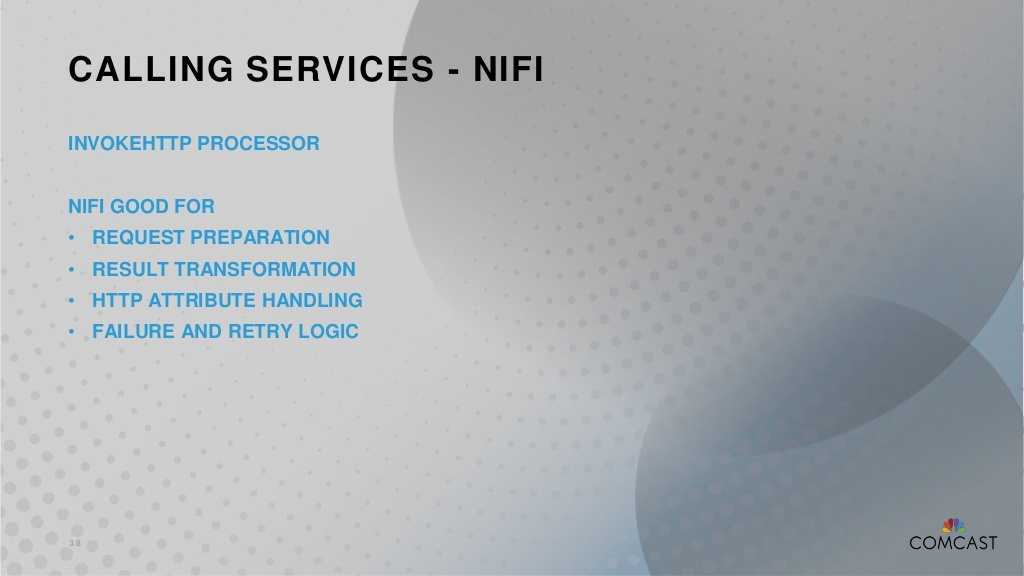 CALLING SERVICES - NIFI
INVOKEHTTP PROCESSOR
NIFI GOOD FOR
• REQUEST PREPARATION
• RESULT TRANSFORMATION
• HTTP ATTRIBUTE HANDLING
• FAILURE AND RETRY LOGIC
38
COMCAST